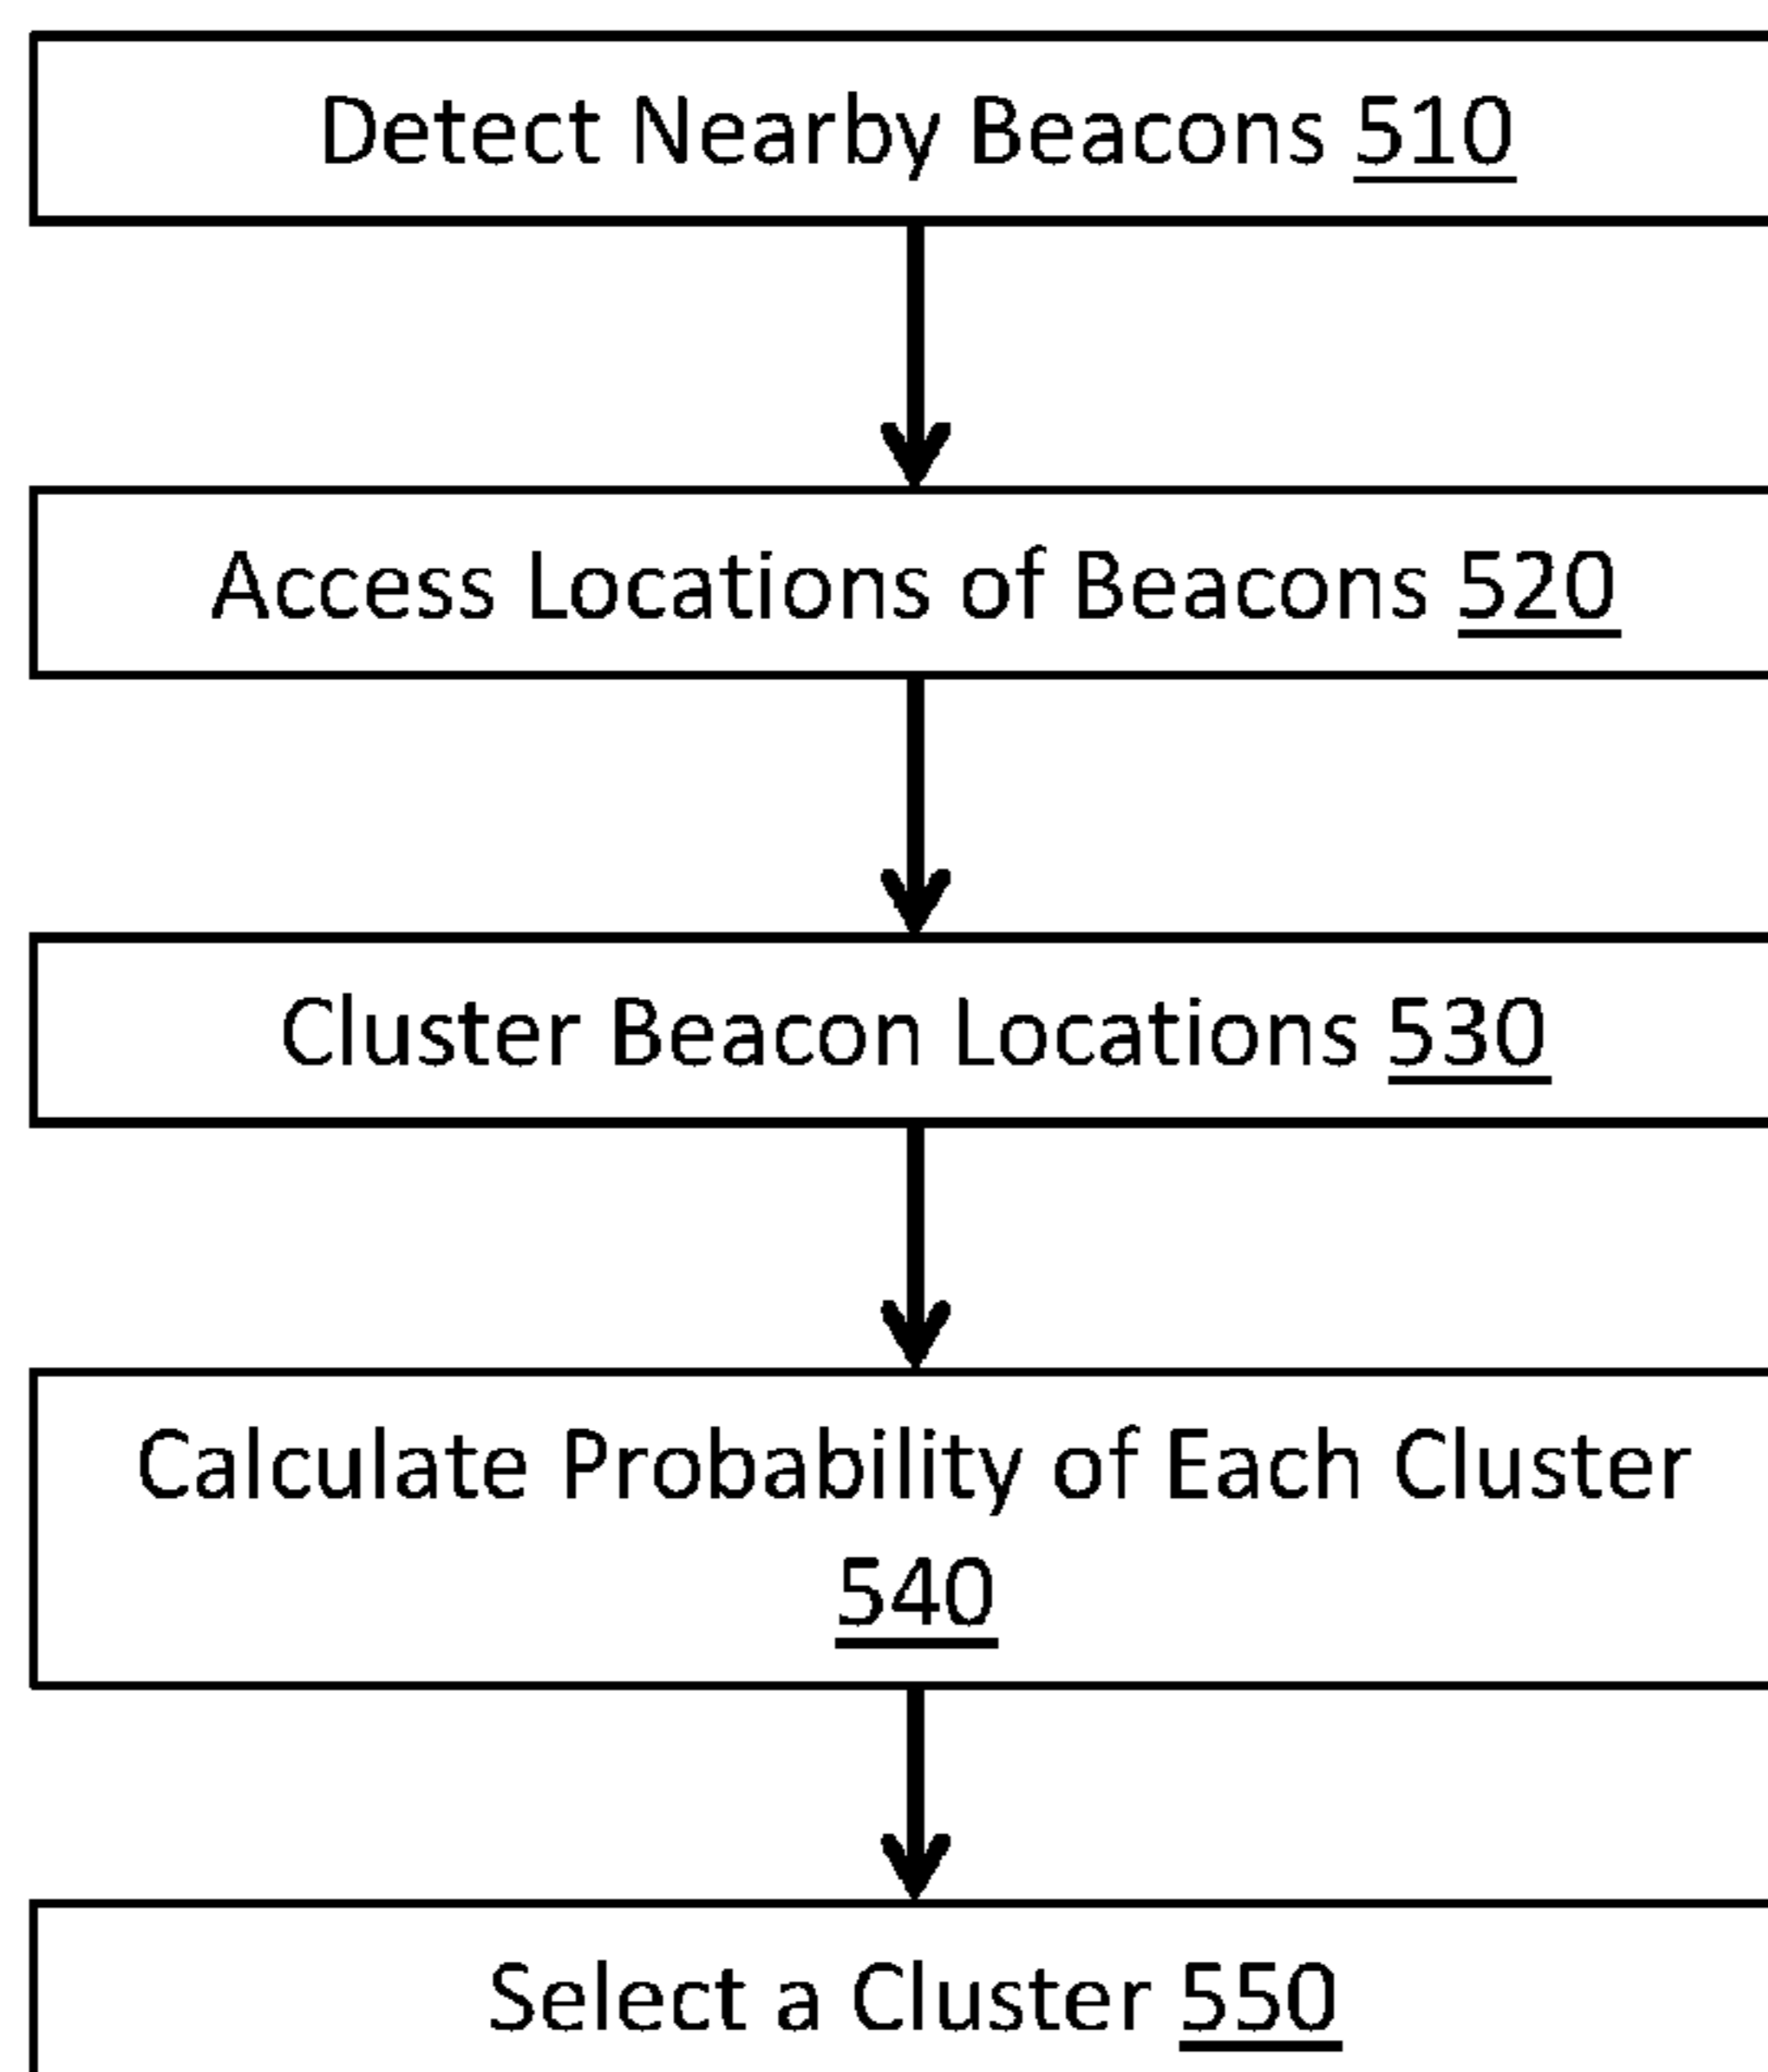 Detect Nearby Beacons 510
Access Locations of Beacons 520
Cluster Beacon Locations 530
Calculate Probability of Each Cluster
540
Select a Cluster 550